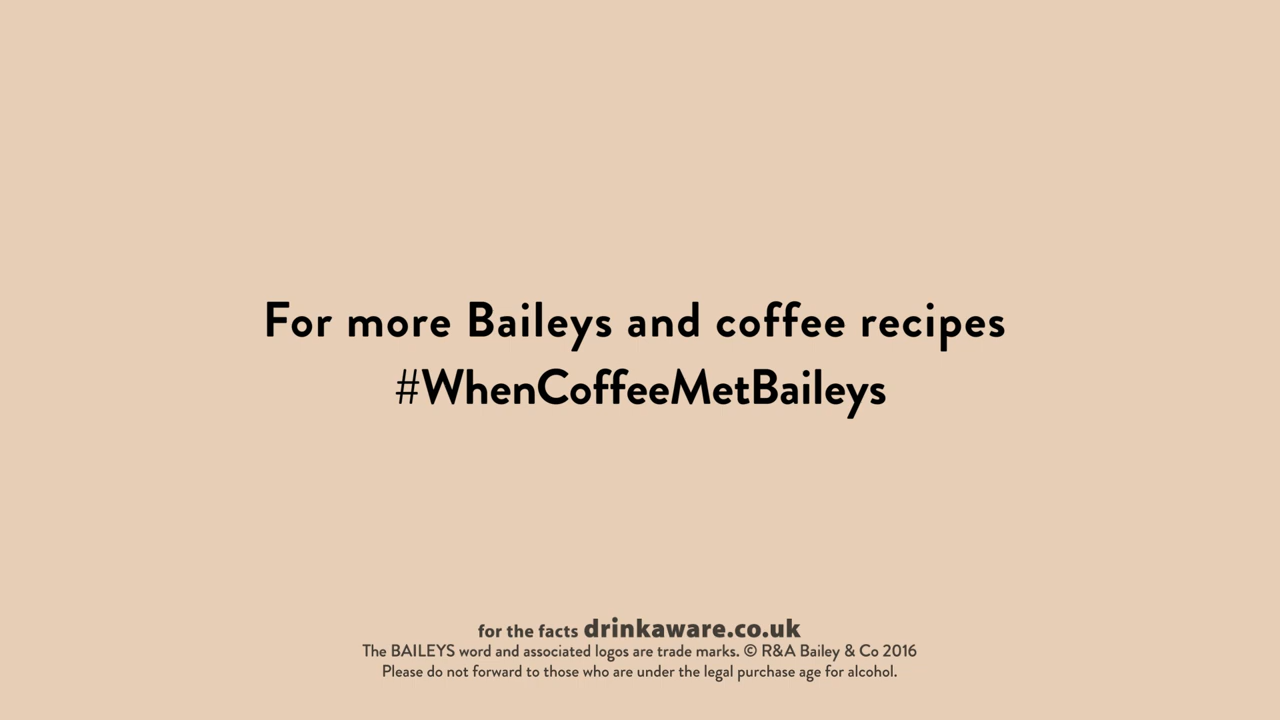 For more Baileys and coffee recipes
#WhenCoffeeMetBaileys
for the facts drinkaware.co.uk
The BAILEYS word and associated logos are trade marks. © R&A Bailey & Co 2016
Please do not forward to those who are under the legal purchase age for alcohol.